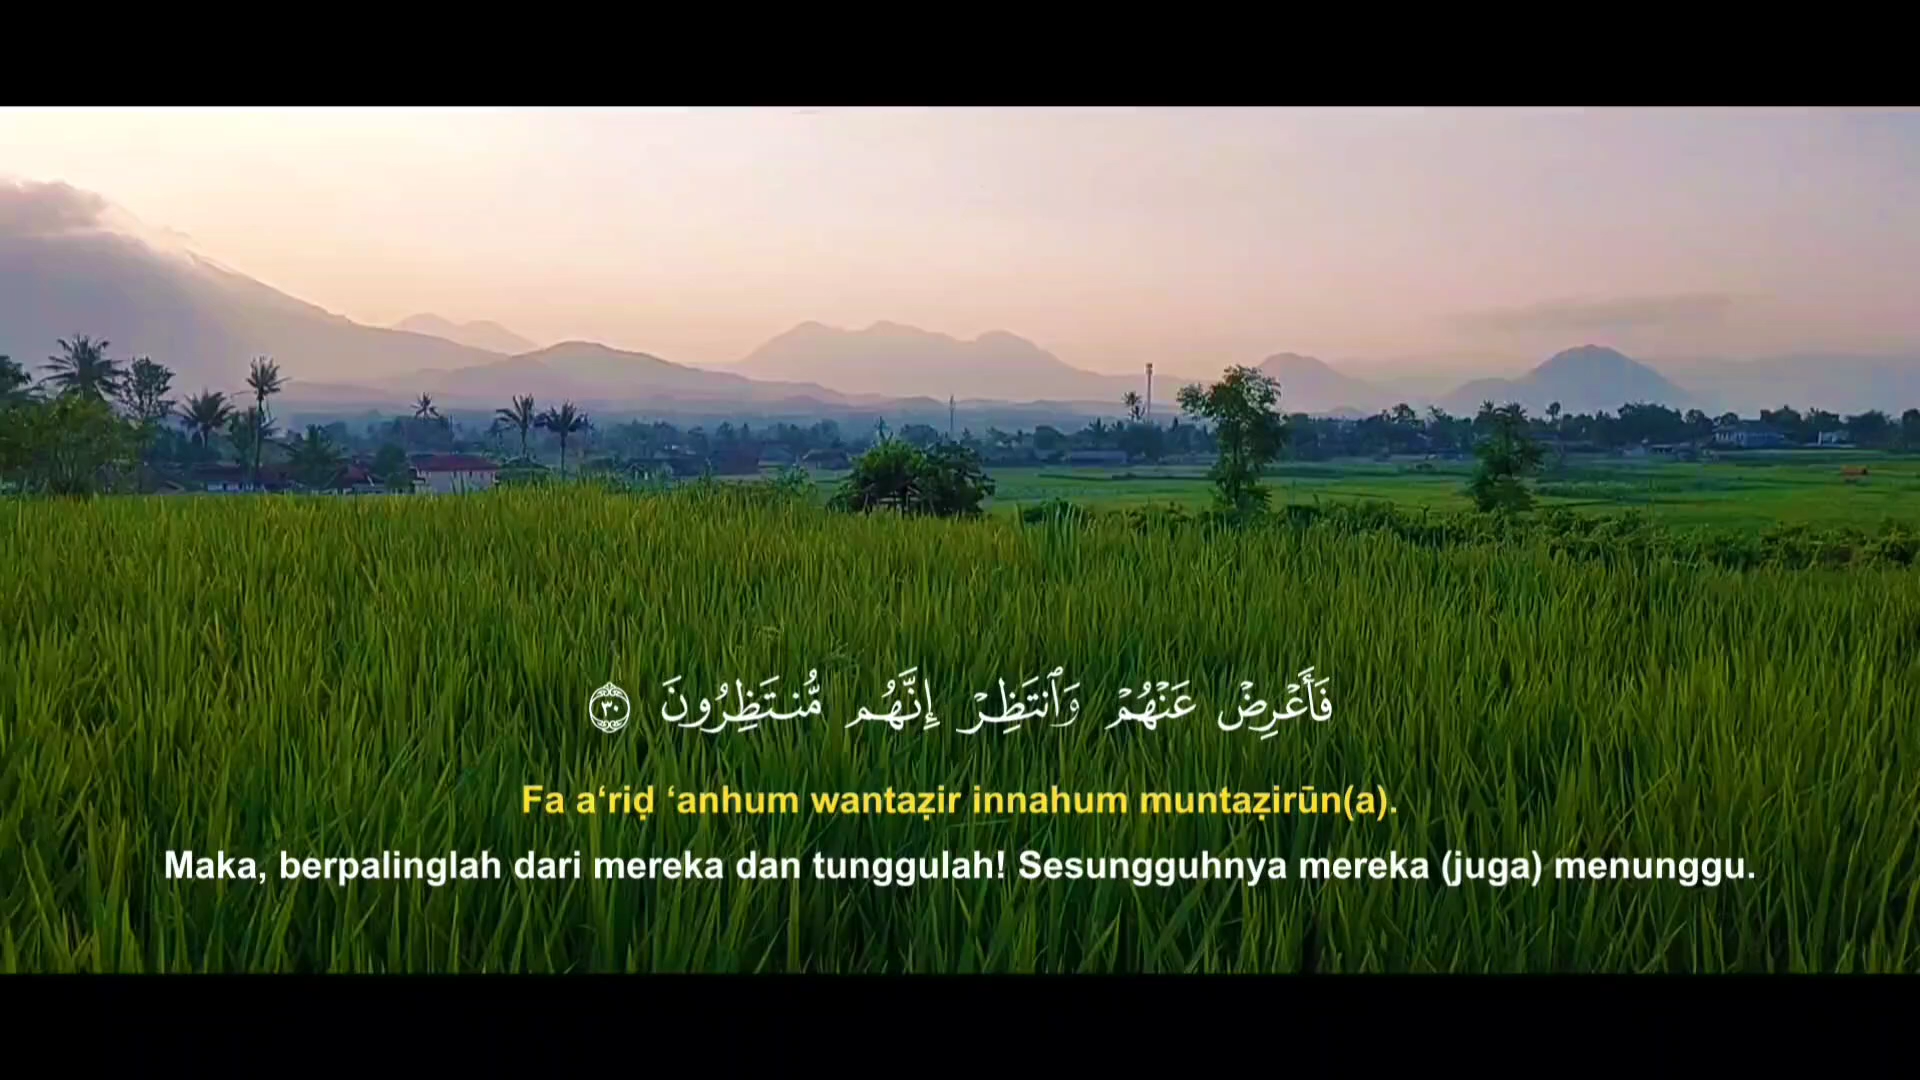 فَأَعۡرِضۡ عَنۡهُمۡ وَٱنتَظِرۡ إِنَّهُم مُّنتَظِرُونَ ٣٠
Fa a‘riḍ ‘anhum wantaẓir innahum muntaẓirūn(a).
Maka, berpalinglah dari mereka dan tunggulah! Sesungguhnya mereka (juga) menunggu.